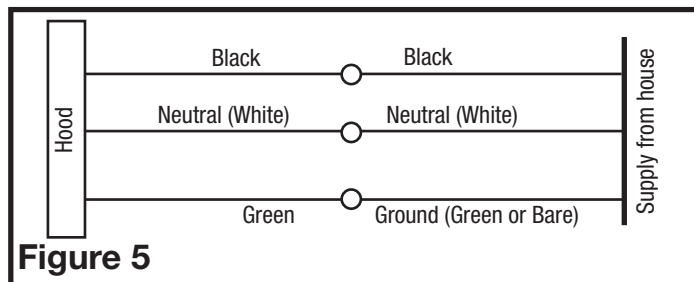 Black Black
Neutral (White) Neutral (White)
Hood
Supply from house
Green Ground (Green or Bare)
Figure 5